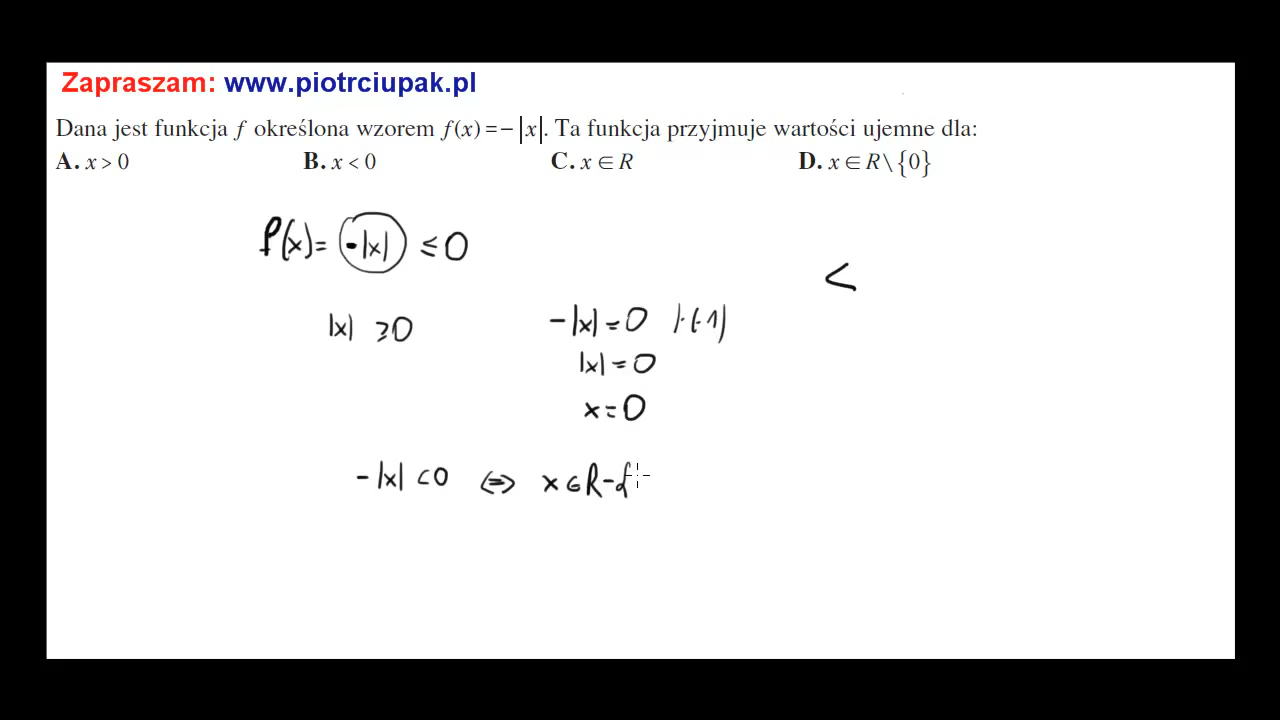 Zapraszam: www.piotrciupak.pl
Dana jest funkcja f określona wzorem f(x)=−|x|. Ta funkcja przyjmuje wartości ujemne dla:
A. x > 0 B. x < 0 C. x ∈ R D. x ∈ R \ {0}
f(x)= -|x| ≤ 0
<
|x| ≥ 0 -|x| = 0 /·(-1)
|x| = 0
x = 0
-|x| < 0 ⇔ x ∈ R - {